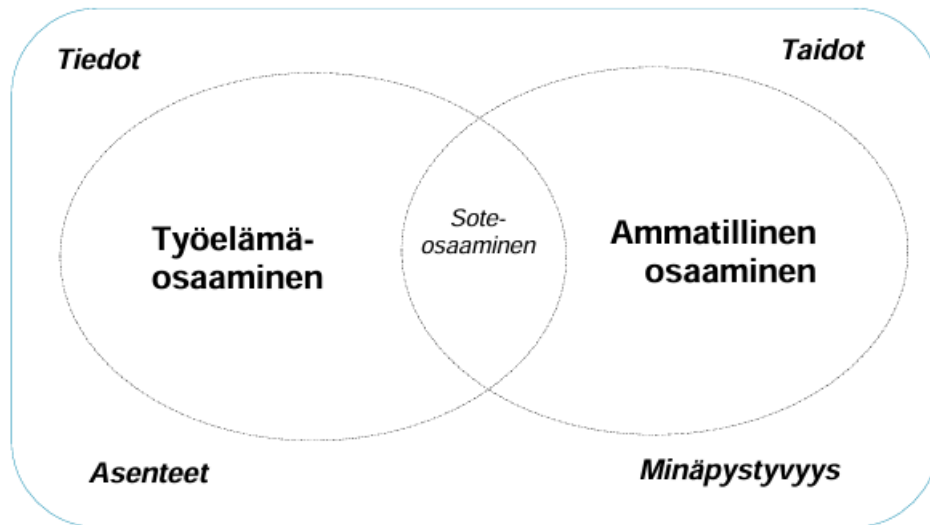 Tiedot
Taidot
Työelämä-
osaaminen
Sote-
osaaminen
Ammatillinen
osaaminen
Asenteet
Minäpystyvyys